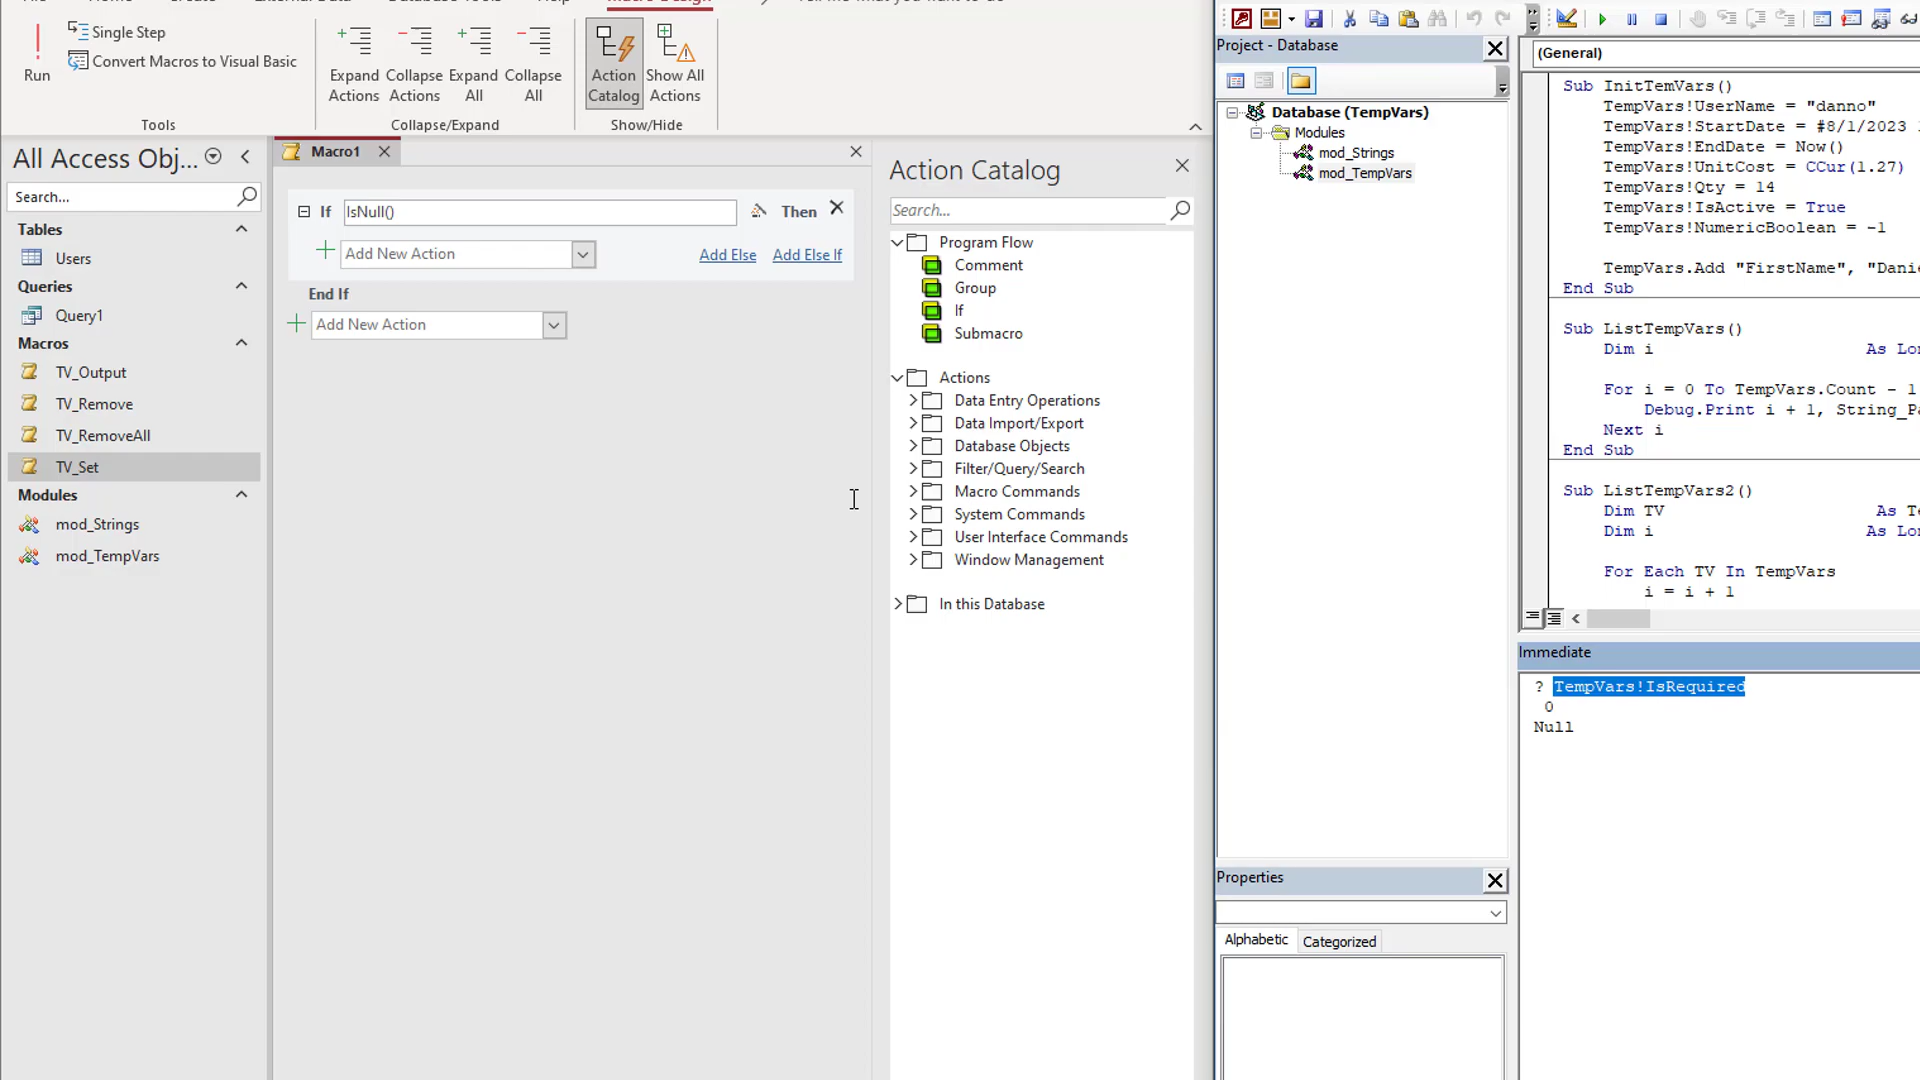 Run
Single Step
Convert Macros to Visual Basic
Tools
Expand Actions
Collapse Actions
Expand All
Collapse All
Collapse/Expand
Action Catalog
Show All Actions
Show/Hide
All Access Obj...
Search...
Tables
Users
Queries
Query1
Macros
TV_Output
TV_Remove
TV_RemoveAll
TV_Set
Modules
mod_Strings
mod_TempVars
Macro1
If IsNull() Then
Add New Action
Add Else Add Else If
End If
Add New Action
Action Catalog
Search...
Program Flow
Comment
Group
If
Submacro
Actions
Data Entry Operations
Data Import/Export
Database Objects
Filter/Query/Search
Macro Commands
System Commands
User Interface Commands
Window Management
In this Database
Project - Database
Database (TempVars)
Modules
mod_Strings
mod_TempVars
Properties
Alphabetic Categorized
(General)
Sub InitTemVars()
TempVars!UserName = "danno"
TempVars!StartDate = #8/1/2023
TempVars!EndDate = Now()
TempVars!UnitCost = CCur(1.27)
TempVars!Qty = 14
TempVars!IsActive = True
TempVars!NumericBoolean = -1
TempVars.Add "FirstName", "Danie
End Sub
Sub ListTempVars()
Dim i As Lon
For i = 0 To TempVars.Count - 1
Debug.Print i + 1, String_Pa
Next i
End Sub
Sub ListTempVars2()
Dim TV As Te
Dim i As Lon
For Each TV In TempVars
i = i + 1
Immediate
? TempVars!IsRequired
0
Null